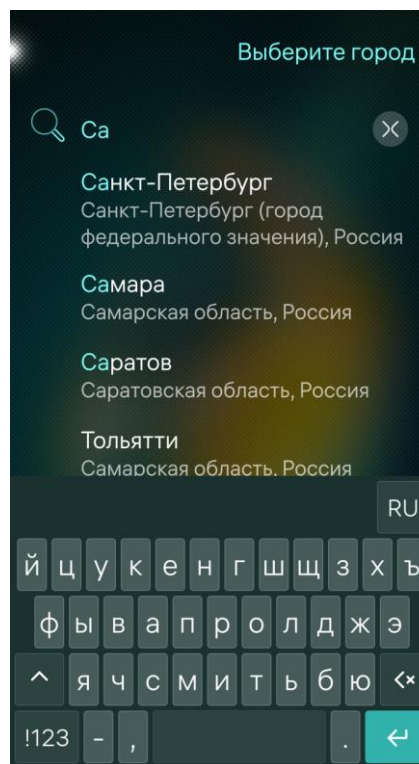 Выберите город
Са
Санкт-Петербург
Санкт-Петербург (город
федерального значения), Россия
Самара
Самарская область, Россия
Саратов
Саратовская область, Россия
Тольятти
Самарская область, Россия
RU
й ц у к е н г ш щ з х ъ
ф ы в а п р о л д ж э
я ч с м и т ь б ю
!123 - , .